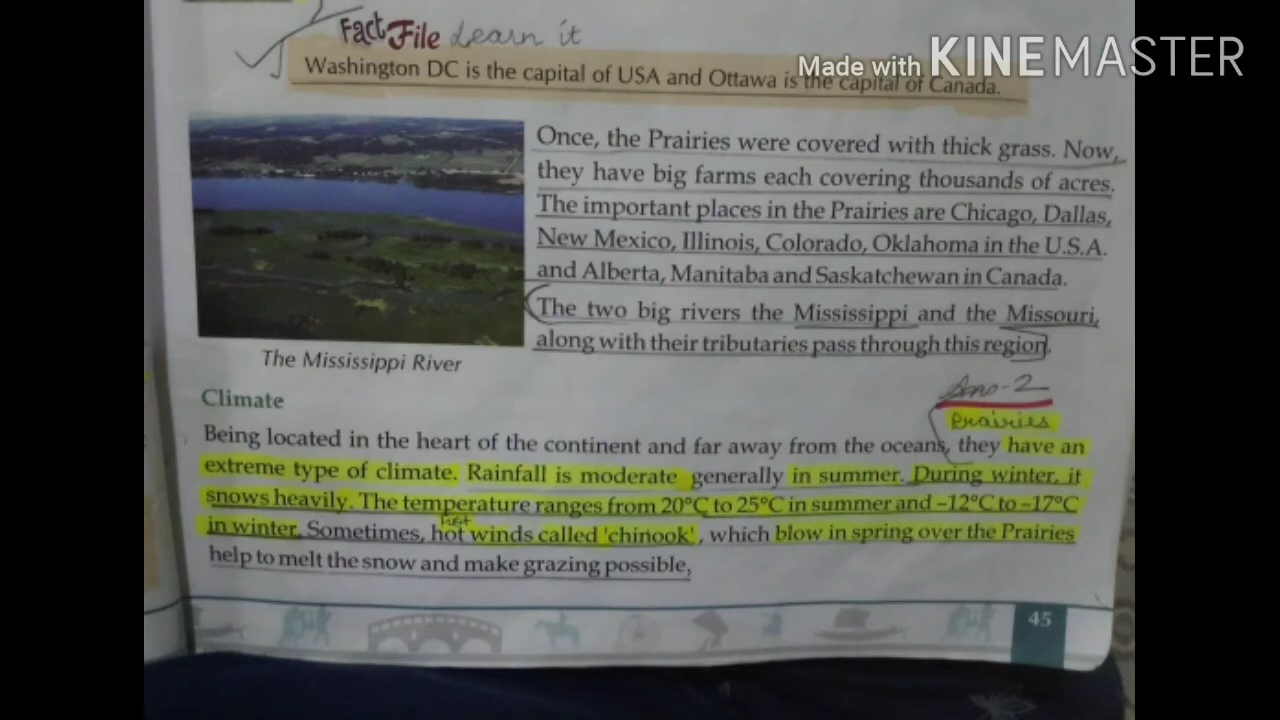 Fact File Learn it
Made with KINEMASTER
Washington DC is the capital of USA and Ottawa is the capital of Canada.
Once, the Prairies were covered with thick grass. Now,
they have big farms each covering thousands of acres.
The important places in the Prairies are Chicago, Dallas,
New Mexico, Illinois, Colorado, Oklahoma in the U.S.A.
and Alberta, Manitaba and Saskatchewan in Canada.
The two big rivers the Mississippi and the Missouri,
along with their tributaries pass through this region.
The Mississippi River
Ans-2
Climate
Prairies
Being located in the heart of the continent and far away from the oceans, they have an
extreme type of climate. Rainfall is moderate generally in summer. During winter, it
snows heavily. The temperature ranges from 20°C to 25°C in summer and –12°C to –17°C
in winter. Sometimes, hot winds called 'chinook', which blow in spring over the Prairies
help to melt the snow and make grazing possible,
45